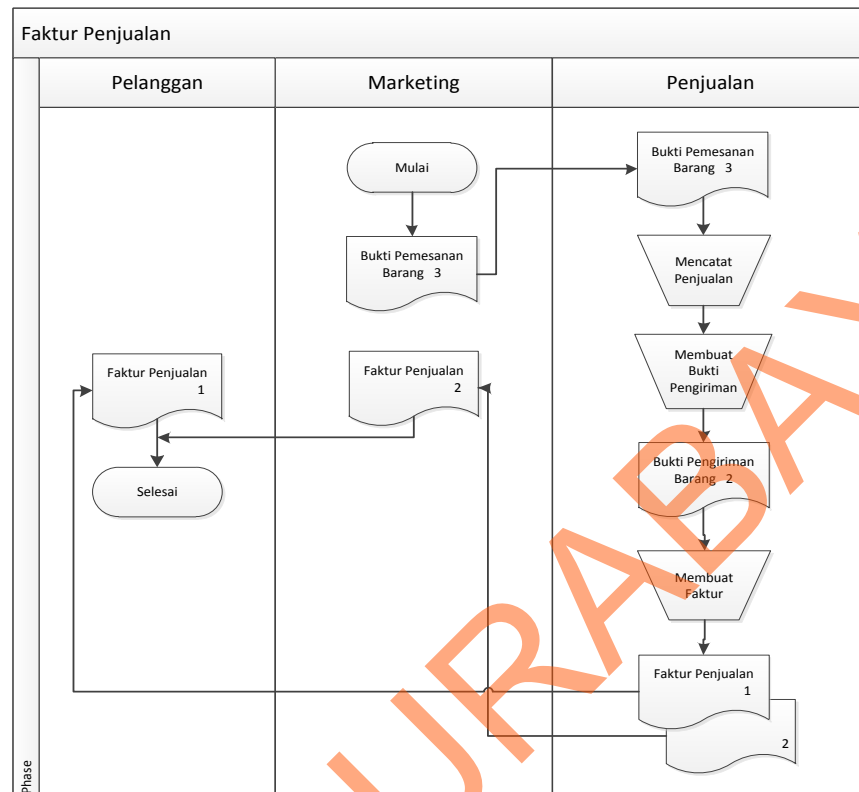 Faktur Penjualan
Pelanggan
Marketing
Penjualan
Mulai
Bukti Pemesanan
Barang 3
Bukti Pemesanan
Barang 3
Mencatat
Penjualan
Membuat
Bukti
Pengiriman
Faktur Penjualan
1
Faktur Penjualan
2
Selesai
Bukti Pengiriman
Barang 2
Membuat
Faktur
Faktur Penjualan
1
2
Phase
URABAY